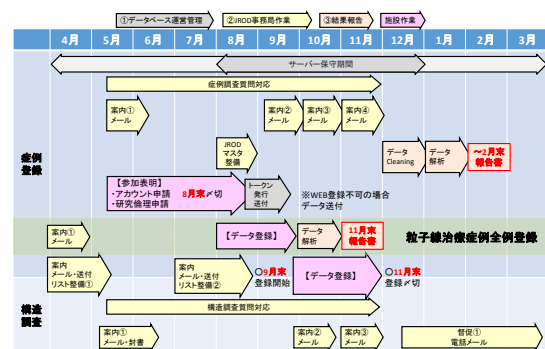 ①データベース運営管理 ②JROD事務局作業 ③結果報告 施設作業
4月 5月 6月 7月 8月 9月 10月 11月 12月 1月 2月 3月
サーバー保守期間
症例調査質問対応
案内①
メール
案内②
メール
案内③
メール
案内④
メール
症例
登録
JROD
マスタ
整備
データ
Cleaning
データ
解析
~2月末
報告書
【参加表明】
・アカウント申請 8月末〆切
・研究倫理申請
トークン
発行
送付
※WEB登録不可の場合
データ送付
案内①
メール
【データ登録】
データ
解析
11月末
報告書
粒子線治療症例全例登録
案内
メール・送付
リスト整備①
案内
メール・送付
リスト整備②
○9月末
登録開始
【データ登録】
○11月末
登録〆切
構造
調査
構造調査質問対応
案内①
メール・封書
案内②
メール
案内③
メール
督促①
電話メール